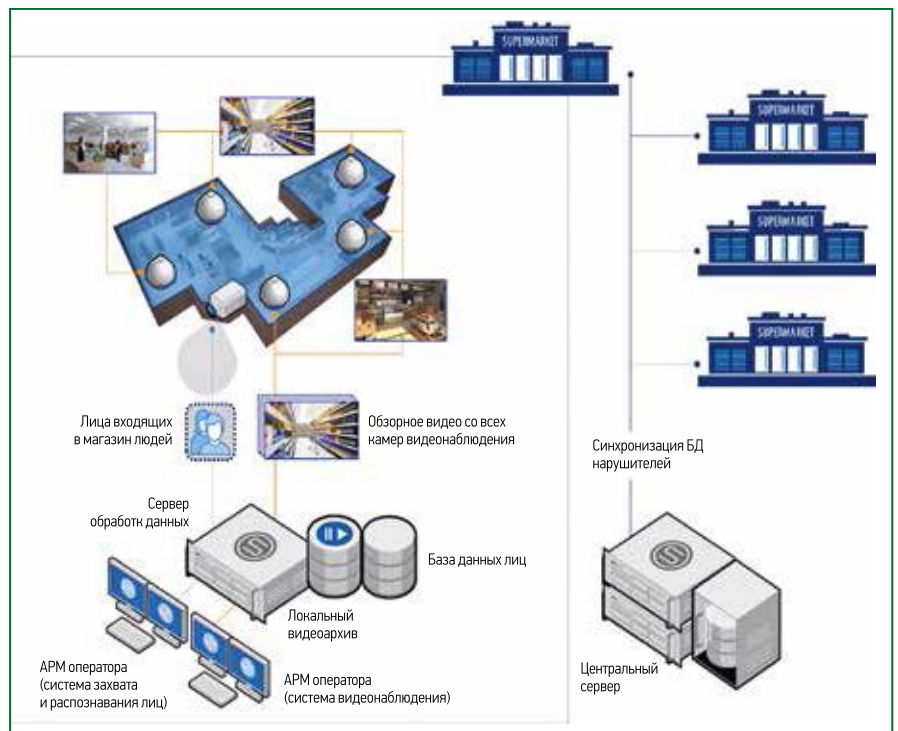 SUPERMARKET
SUPERMARKET
SUPERMARKET
SUPERMARKET
Лица входящих
в магазин людей
Обзорное видео со всех
камер видеонаблюдения
Синхронизация БД
нарушителей
Сервер
обработк данных
База данных лиц
Локальный
видеоархив
АРМ оператора
(система захвата
и распознавания лиц)
АРМ оператора
(система видеонаблюдения)
Центральный
сервер